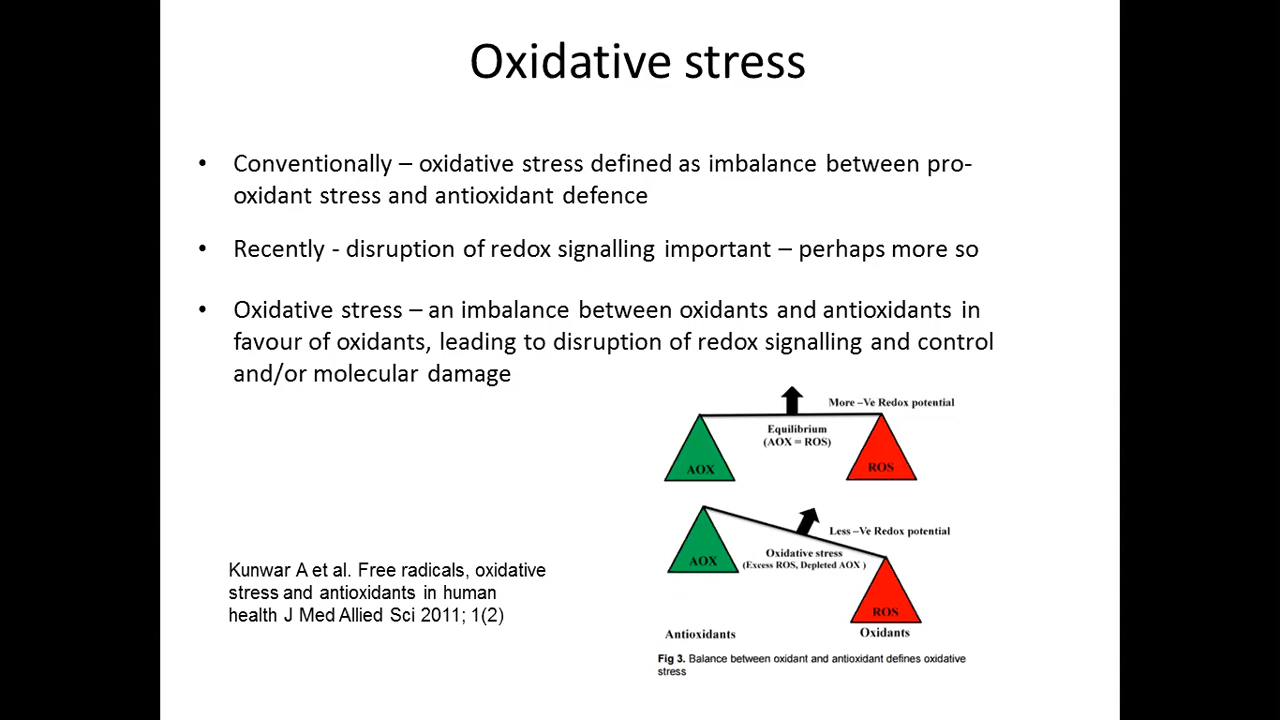 Oxidative stress
• Conventionally – oxidative stress defined as imbalance between pro-
oxidant stress and antioxidant defence
• Recently - disruption of redox signalling important – perhaps more so
• Oxidative stress – an imbalance between oxidants and antioxidants in
favour of oxidants, leading to disruption of redox signalling and control
and/or molecular damage
More –Ve Redox potential
Equilibrium
(AOX = ROS)
AOX
ROS
Less –Ve Redox potential
Oxidative stress
(Excess ROS, Depleted AOX )
AOX
ROS
Antioxidants
Oxidants
Fig 3. Balance between oxidant and antioxidant defines oxidative
stress
Kunwar A et al. Free radicals, oxidative
stress and antioxidants in human
health J Med Allied Sci 2011; 1(2)